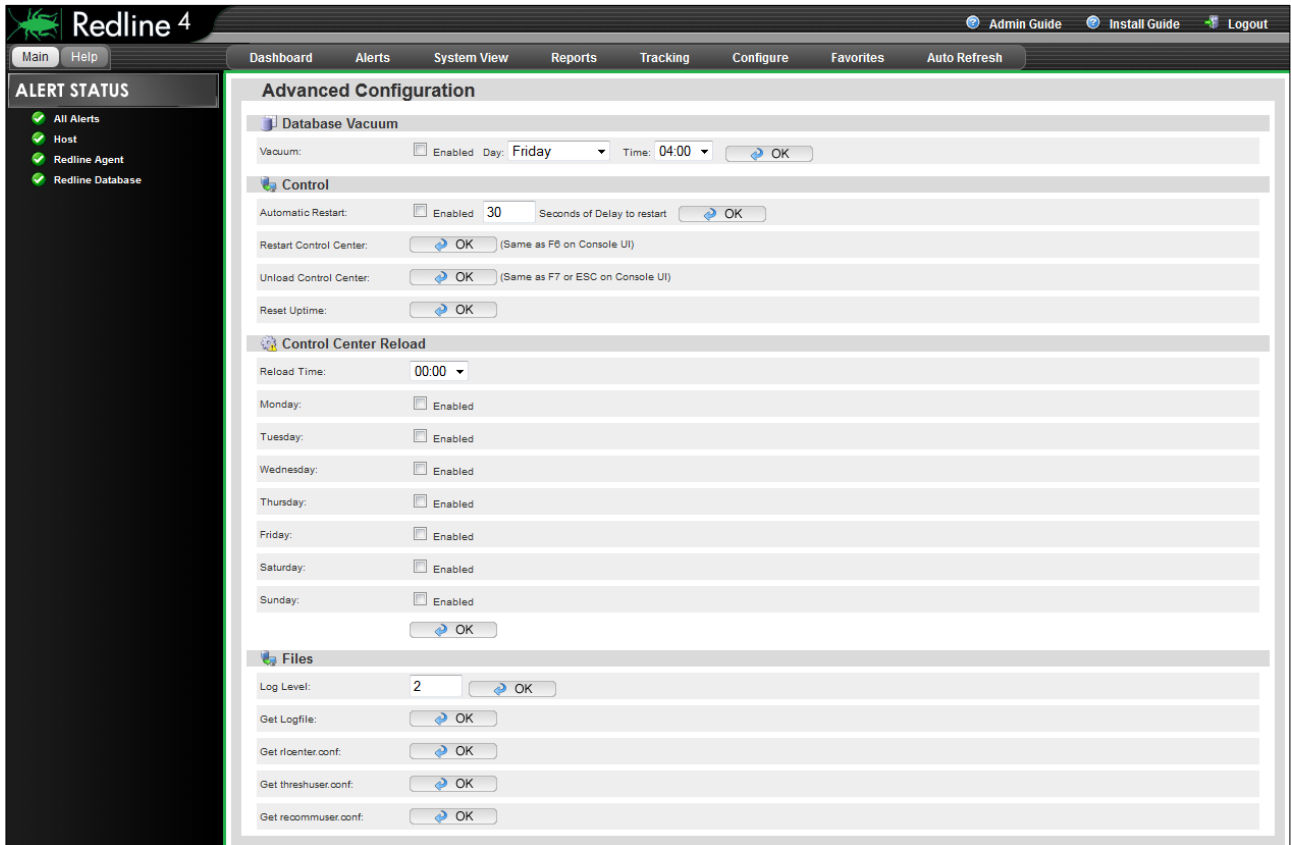 Redline 4
Admin Guide Install Guide Logout
Main Help
Dashboard Alerts System View Reports Tracking Configure Favorites Auto Refresh
ALERT STATUS
All Alerts
Host
Redline Agent
Redline Database
Advanced Configuration
Database Vacuum
Vacuum: Enabled Day: Friday Time: 04:00 OK
Control
Automatic Restart: Enabled 30 Seconds of Delay to restart OK
Restart Control Center: OK (Same as F6 on Console UI)
Unload Control Center: OK (Same as F7 or ESC on Console UI)
Reset Uptime: OK
Control Center Reload
Reload Time: 00:00
Monday: Enabled
Tuesday: Enabled
Wednesday: Enabled
Thursday: Enabled
Friday: Enabled
Saturday: Enabled
Sunday: Enabled
OK
Files
Log Level: 2 OK
Get Logfile: OK
Get rlcenter.conf: OK
Get threshuser.conf: OK
Get recommuser.conf: OK